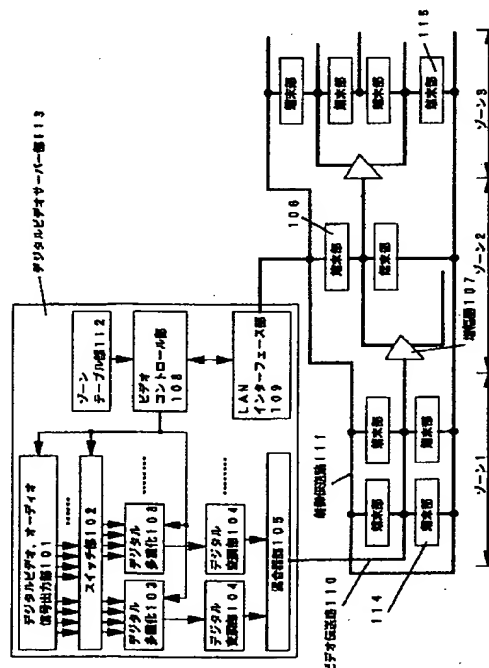 デジタルビデオサーバー部113
デジタルビデオ、オーディオ
信号出力部101
スイッチ部102
デジタル
多重化103
デジタル
多重化103
デジタル
変調部104
デジタル
変調部104
混合器部105
ゾーン
テーブル部112
ビデオ
コントロール部
108
LAN
インターフェース部
109
ビデオ伝送路110
制御伝送路111
端末部
端末部
端末部
端末部
114
106
端末部
端末部
増幅器107
端末部
端末部
端末部
端末部
115
ゾーン1
ゾーン2
ゾーン3